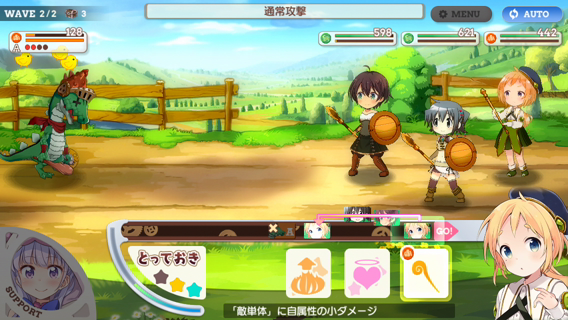 WAVE 2/2 3
通常攻撃
MENU
AUTO
128
A
598
621
442
GO!
とっておき
SUPPORT
「敵単体」に自属性の小ダメージ